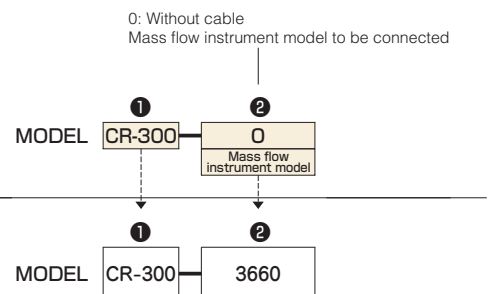 0: Without cable
Mass flow instrument model to be connected
❶ ❷
MODEL CR-300 0
Mass flow
instrument model
❶ ❷
MODEL CR-300 3660